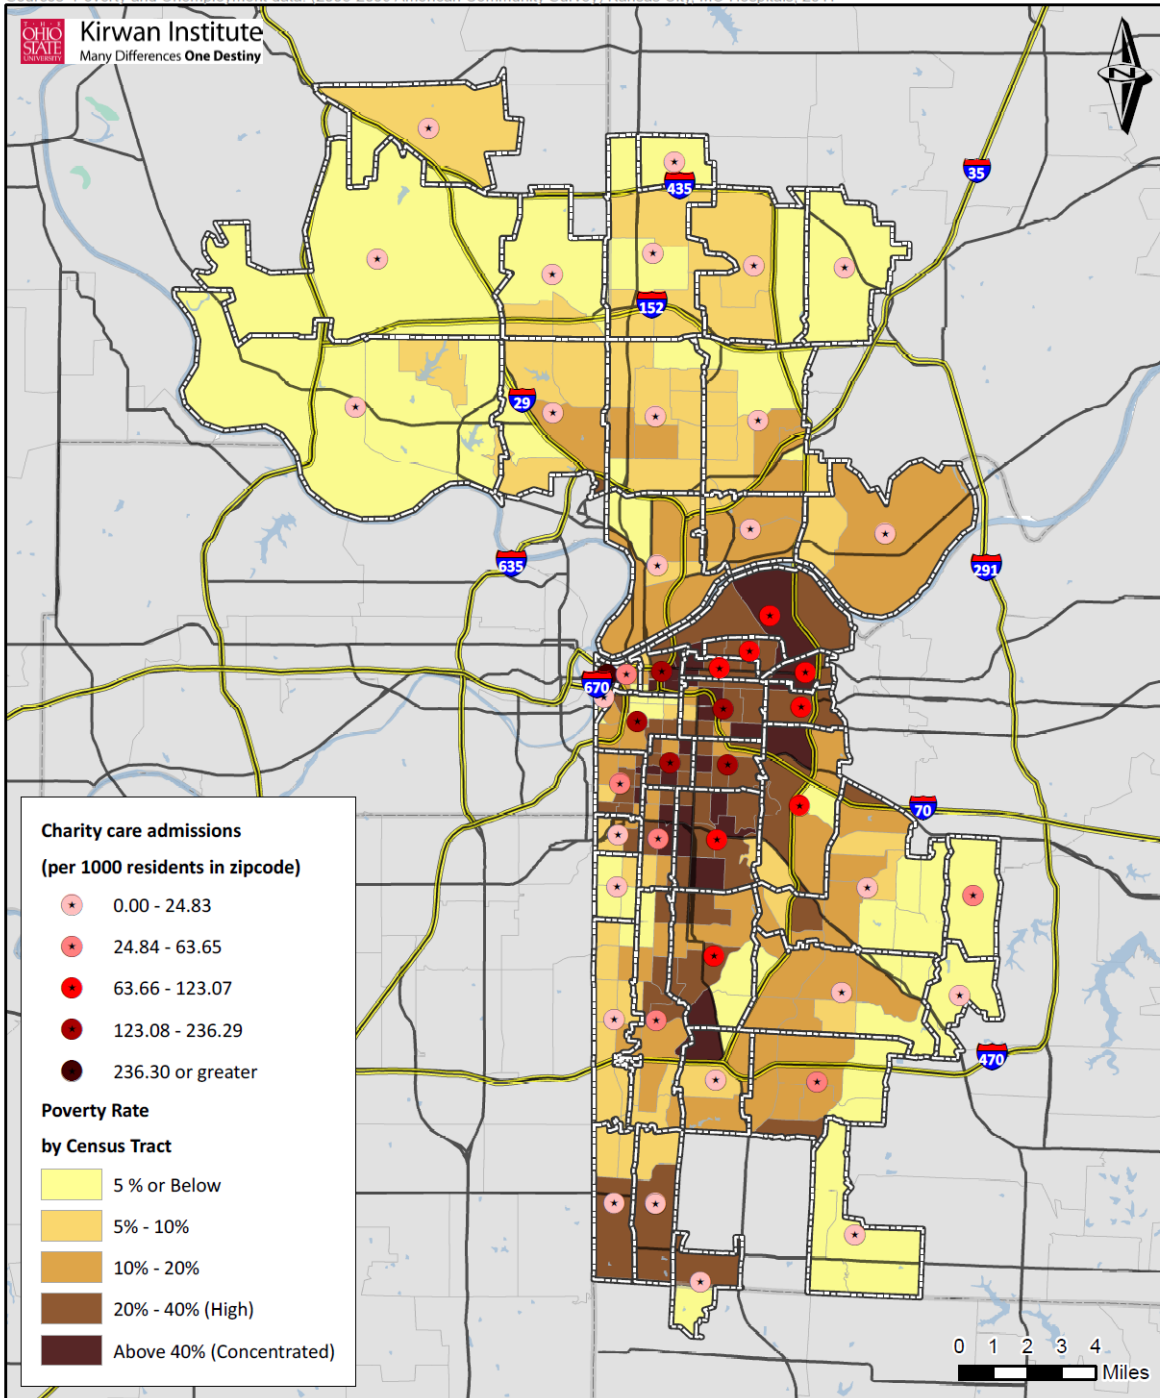 THE
OHIO
STATE
UNIVERSITY
Kirwan Institute
Many Differences One Destiny
N
35
435
152
29
635
291
670
70
470
Charity care admissions
(per 1000 residents in zipcode)
0.00 - 24.83
24.84 - 63.65
63.66 - 123.07
123.08 - 236.29
236.30 or greater
Poverty Rate
by Census Tract
5 % or Below
5% - 10%
10% - 20%
20% - 40% (High)
Above 40% (Concentrated)
0 1 2 3 4
Miles